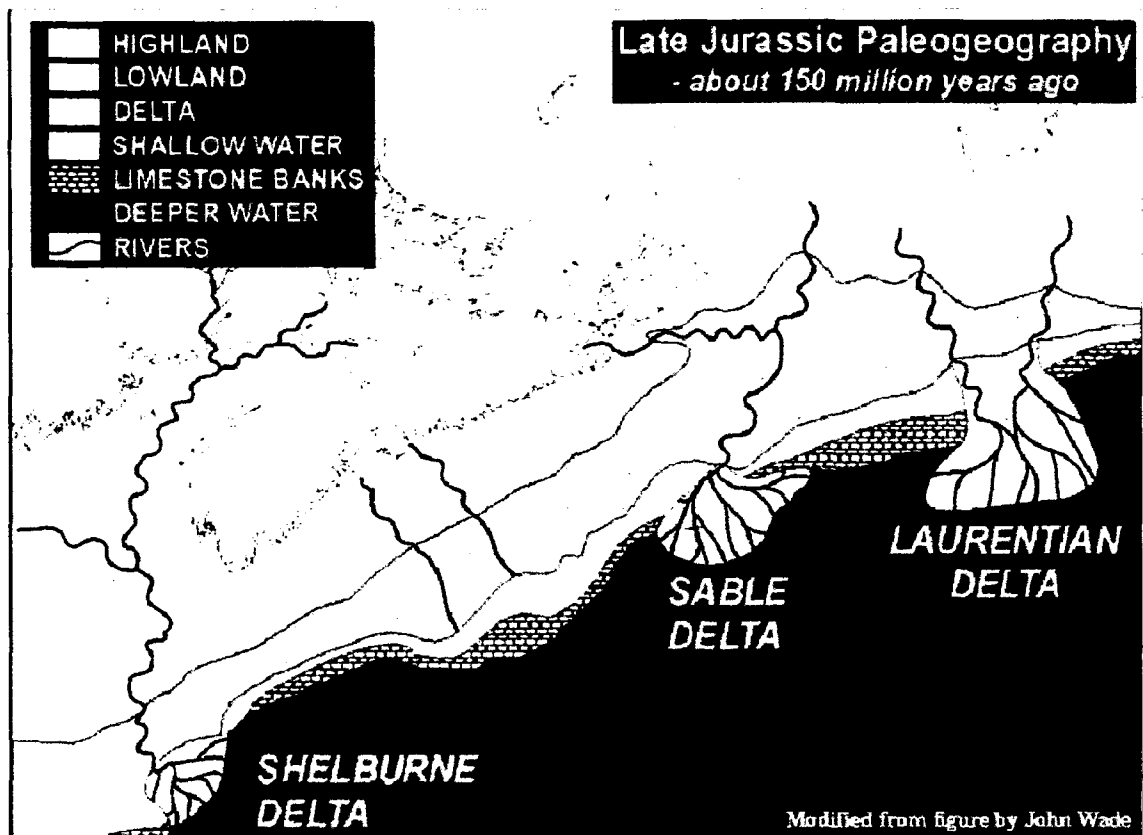 HIGHLAND
LOWLAND
DELTA
SHALLOW WATER
LIMESTONE BANKS
DEEPER WATER
RIVERS
Late Jurassic Paleogeography
- about 150 million years ago
LAURENTIAN
DELTA
SABLE
DELTA
SHELBURNE
DELTA
Modified from figure by John Wade